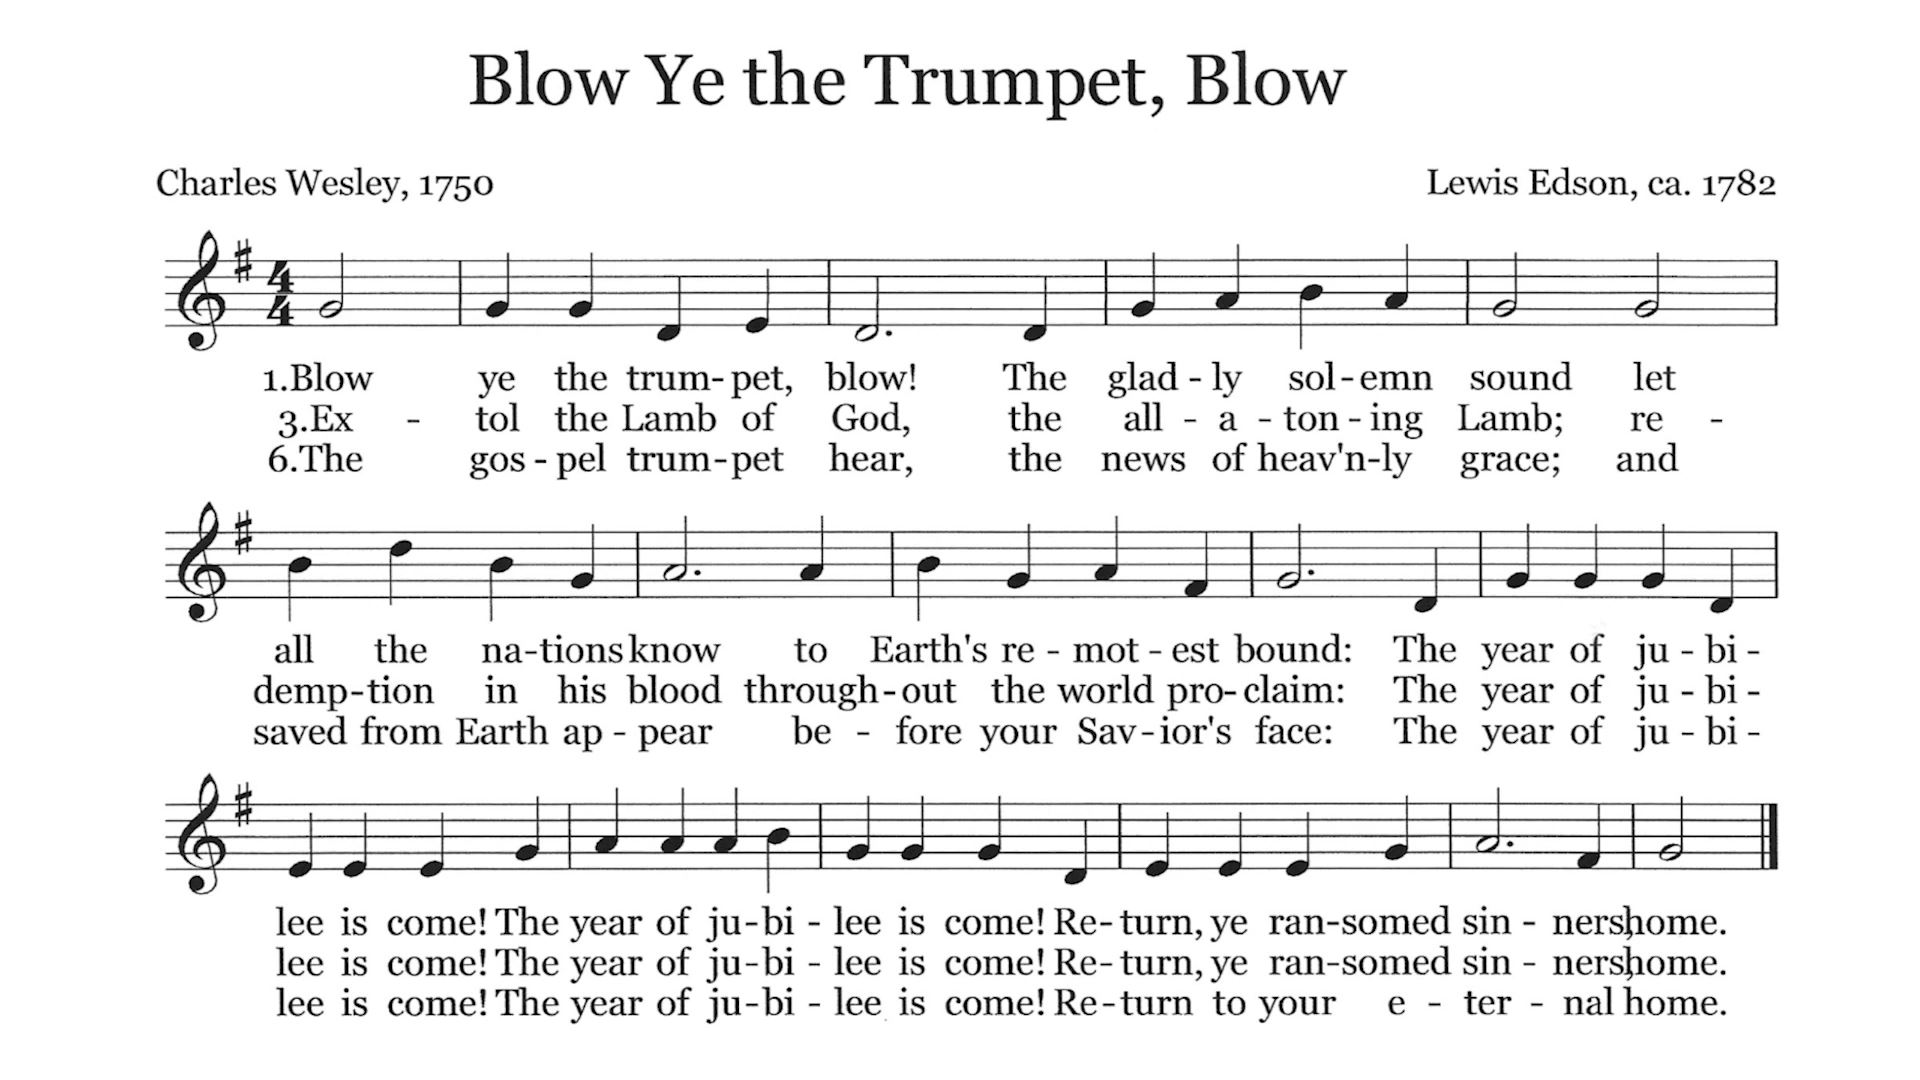 Blow Ye the Trumpet, Blow
Charles Wesley, 1750
Lewis Edson, ca. 1782
4
4
1.Blow ye the trum-pet, blow! The glad - ly sol-emn sound let
3.Ex - tol the Lamb of God, the all - a - ton - ing Lamb; re -
6.The gos - pel trum-pet hear, the news of heav'n-ly grace; and
all the na-tions know to Earth's re - mot - est bound: The year of ju - bi -
demp-tion in his blood through-out the world pro-claim: The year of ju - bi -
saved from Earth ap - pear be - fore your Sav-ior's face: The year of ju - bi -
lee is come! The year of ju-bi - lee is come! Re-turn, ye ran-somed sin - ners, home.
lee is come! The year of ju-bi - lee is come! Re-turn, ye ran-somed sin - ners, home.
lee is come! The year of ju-bi - lee is come! Re-turn to your e - ter - nal home.